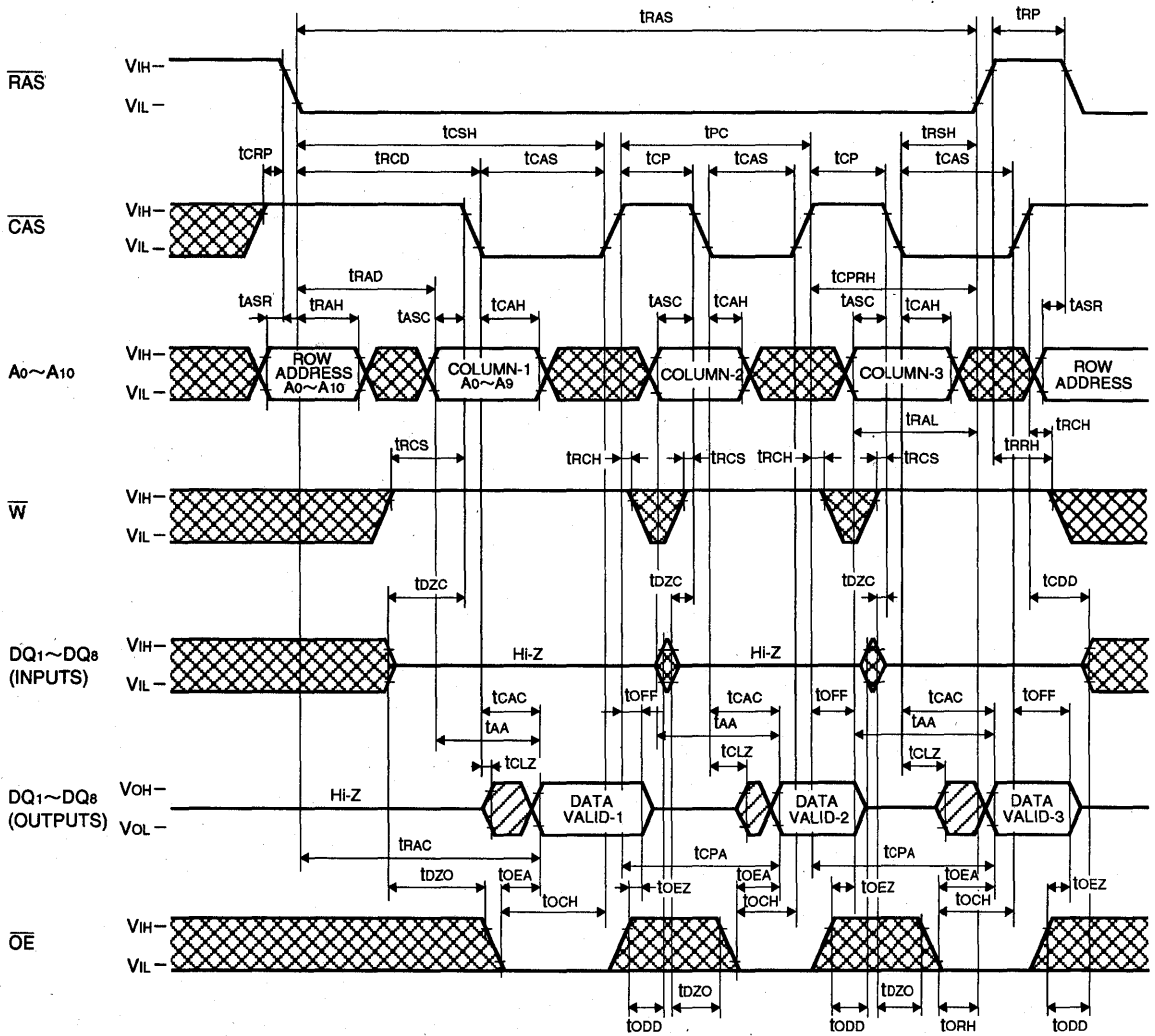 tRAS tRP
RAS VIH
VIL
tCSH tPC tRSH
tCRP tRCD tCAS tCP tCAS tCP tCAS
CAS VIH
VIL
tRAD tCPRH
tASR tRAH tASC tCAH tASC tCAH tASC tCAH tASR
A0~A10 VIH
VIL
ROW ADDRESS A0~A10
COLUMN-1 A0~A9
COLUMN-2
COLUMN-3
ROW ADDRESS
tRAL tRCH
tRCS tRCH tRCS tRCH tRCS tRRH
W VIH
VIL
tDZC tDZC tDZC tCDD
DQ1~DQ8 (INPUTS) VIH
VIL
Hi-Z Hi-Z
tCAC tOFF tCAC tOFF tCAC tOFF
tAA tAA tAA
tCLZ tCLZ tCLZ
DQ1~DQ8 (OUTPUTS) VOH
VOL
Hi-Z
DATA VALID-1
DATA VALID-2
DATA VALID-3
tRAC tCPA tCPA
tDZO tOEA tOEZ tOEA tOEZ tOEA tOEZ
tOCH tOCH tOCH
OE VIH
VIL
tODD tDZO tODD tDZO tORH tODD